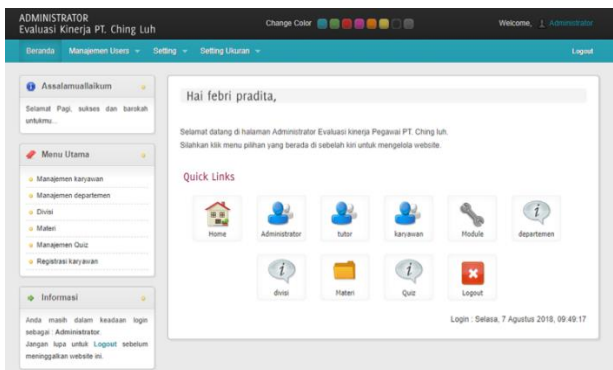 ADMINISTRATOR
Evaluasi Kinerja PT. Ching Luh
Change Color
Welcome, Administrator
Beranda Manajemen Users Setting Setting Ukuran Logout
Assalamuallaikum
Selamat Pagi, sukses dan barokah
untukmu...
Menu Utama
Manajemen karyawan
Manajemen departemen
Divisi
Materi
Manajemen Quiz
Registrasi karyawan
Informasi
Anda masih dalam keadaan login
sebagai : Administrator.
Jangan lupa untuk Logout sebelum
meninggalkan website ini.
Hai febri pradita,
Selamat datang di halaman Administrator Evaluasi kinerja Pegawai PT. Ching luh.
Silahkan klik menu pilihan yang berada di sebelah kiri untuk mengelola website.
Quick Links
Home Administrator tutor karyawan Module departemen
divisi Materi Quiz Logout
Login : Selasa, 7 Agustus 2018, 09:49:17